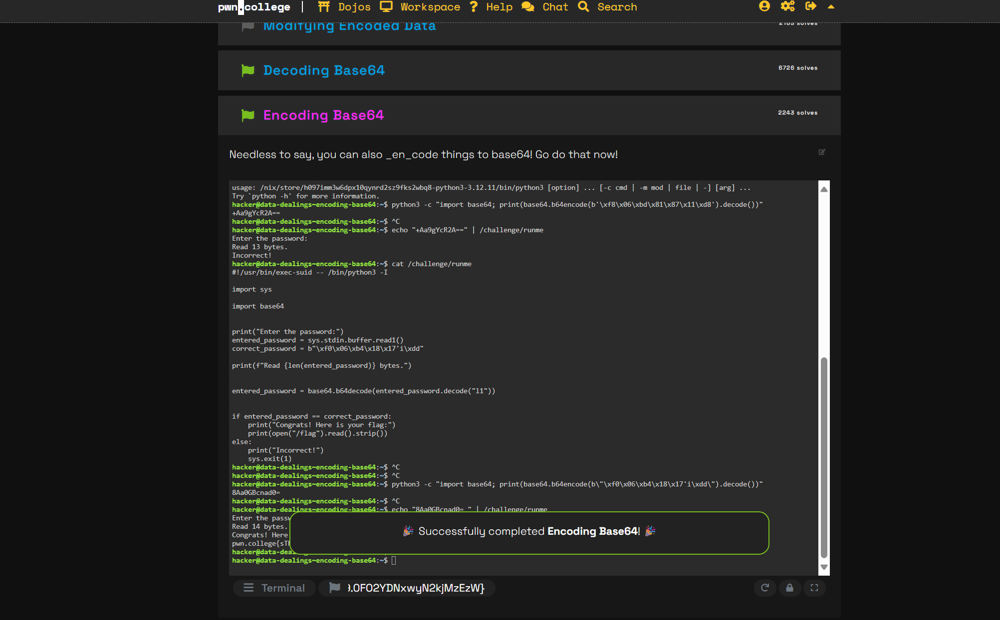 pwn.college | Dojos Workspace Help Chat Search
Modifying Encoded Data 2183 solves
Decoding Base64 6726 solves
Encoding Base64 2243 solves
Needless to say, you can also _en_code things to base64! Go do that now!
usage: /nix/store/h097imm3w6dpx10qynrd2sz9fks2wbq8-python3-3.12.11/bin/python3 [option] ... [-c cmd | -m mod | file | -] [arg] ...
Try `python -h' for more information.
hacker@data-dealings~encoding-base64:~$ python3 -c "import base64; print(base64.b64encode(b'\xf8\x06\xbd\x81\x87\x11\xd8').decode())"
+Aa9gYcR2A==
hacker@data-dealings~encoding-base64:~$ ^C
hacker@data-dealings~encoding-base64:~$ echo "+Aa9gYcR2A==" | /challenge/runme
Enter the password:
Read 13 bytes.
Incorrect!
hacker@data-dealings~encoding-base64:~$ cat /challenge/runme
#!/usr/bin/exec-suid -- /bin/python3 -I
import sys
import base64
print("Enter the password:")
entered_password = sys.stdin.buffer.read1()
correct_password = b"\xf0\x06\xb4\x18\x17'i\xdd"
print(f"Read {len(entered_password)} bytes.")
entered_password = base64.b64decode(entered_password.decode("l1"))
if entered_password == correct_password:
    print("Congrats! Here is your flag:")
    print(open("/flag").read().strip())
else:
    print("Incorrect!")
    sys.exit(1)
hacker@data-dealings~encoding-base64:~$ ^C
hacker@data-dealings~encoding-base64:~$ ^C
hacker@data-dealings~encoding-base64:~$ python3 -c "import base64; print(base64.b64encode(b\"\xf0\x06\xb4\x18\x17'i\xdd\").decode())"
8Aa0GBcnad0=
hacker@data-dealings~encoding-base64:~$ ^C
hacker@data-dealings~encoding-base64:~$ echo "8Aa0GBcnad0= " | /challenge/runme
Enter the passw
Read 14 bytes.
Congrats! Here
pwn.college{sT
hacker@data-dea
hacker@data-dealings~encoding-base64:~$
Successfully completed Encoding Base64!
Terminal
.0FO2YDNxwyN2kjMzEzW}